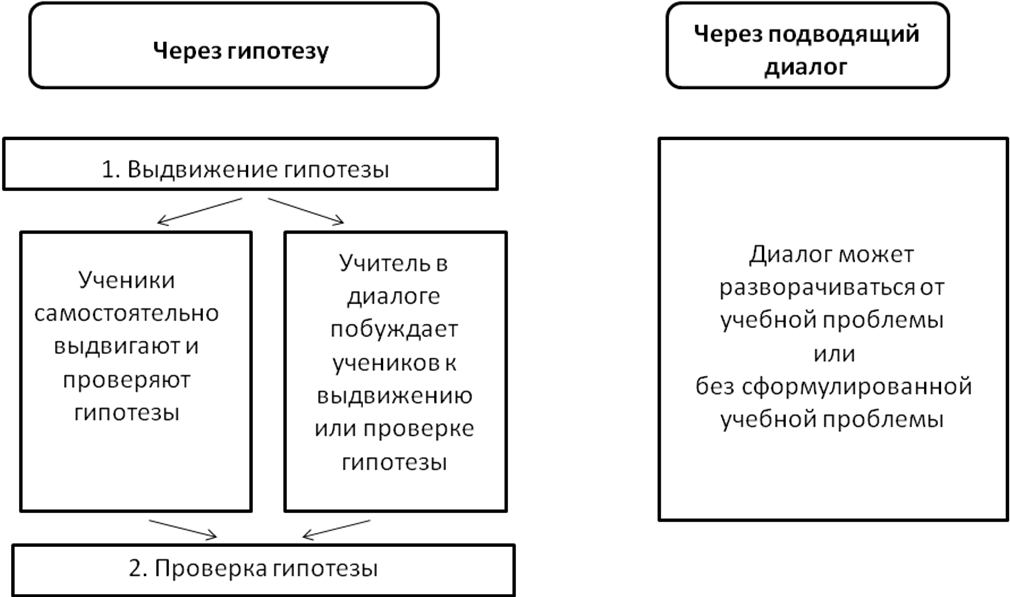 Через гипотезу
Через подводящий
диалог
1. Выдвижение гипотезы
Ученики
самостоятельно
выдвигают и
проверяют
гипотезы
Учитель в
диалоге
побуждает
учеников к
выдвижению
или проверке
гипотезы
Диалог может
разворачиваться от
учебной проблемы
или
без сформулированной
учебной проблемы
2. Проверка гипотезы